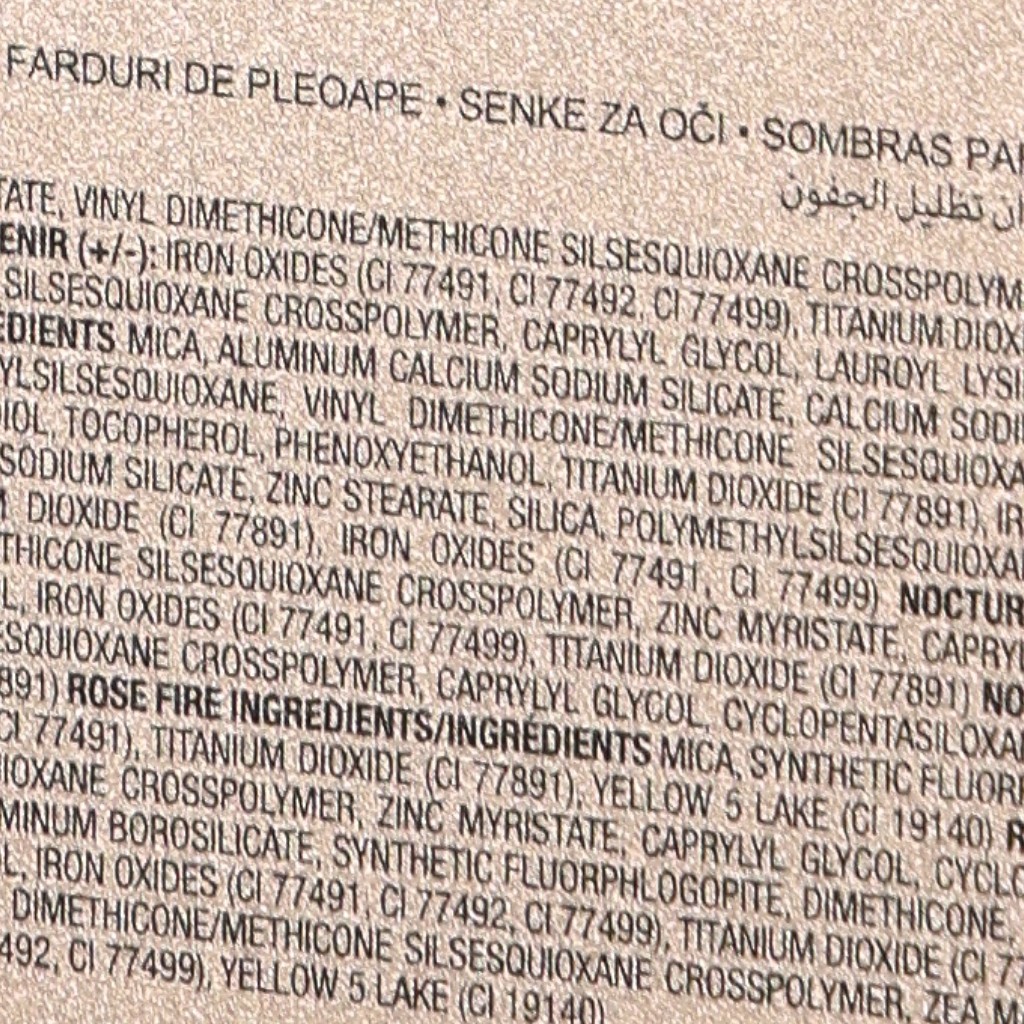 FARDURI DE PLEOAPE • SENKE ZA OČI • SOMBRAS PA
تظليل الجفون
TATE, VINYL DIMETHICONE/METHICONE SILSESQUIOXANE CROSSPOLYM
ENIR (+/-): IRON OXIDES (CI 77491, CI 77492, CI 77499), TITANIUM DIOX
SILSESQUIOXANE CROSSPOLYMER, CAPRYLYL GLYCOL, LAUROYL LYSI
EDIENTS MICA, ALUMINUM CALCIUM SODIUM SILICATE, CALCIUM SODI
YLSILSESQUIOXANE, VINYL DIMETHICONE/METHICONE SILSESQUIOXA
DIOL, TOCOPHEROL, PHENOXYETHANOL, TITANIUM DIOXIDE (CI 77891), IR
SODIUM SILICATE, ZINC STEARATE, SILICA, POLYMETHYLSILSESQUIOXA
DIOXIDE (CI 77891), IRON OXIDES (CI 77491, CI 77499) NOCTUR
THICONE SILSESQUIOXANE CROSSPOLYMER, ZINC MYRISTATE, CAPRYL
L, IRON OXIDES (CI 77491, CI 77499), TITANIUM DIOXIDE (CI 77891) NO
ESQUIOXANE CROSSPOLYMER, CAPRYLYL GLYCOL, CYCLOPENTASILOXA
891) ROSE FIRE INGREDIENTS/INGRÉDIENTS MICA, SYNTHETIC FLUOR
CI 77491), TITANIUM DIOXIDE (CI 77891), YELLOW 5 LAKE (CI 19140) R
IOXANE CROSSPOLYMER, ZINC MYRISTATE, CAPRYLYL GLYCOL, CYCLO
MINUM BOROSILICATE, SYNTHETIC FLUORPHLOGOPITE, DIMETHICONE,
L, IRON OXIDES (CI 77491, CI 77492, CI 77499), TITANIUM DIOXIDE (CI 77
DIMETHICONE/METHICONE SILSESQUIOXANE CROSSPOLYMER, ZEA M
492, CI 77499), YELLOW 5 LAKE (CI 19140)